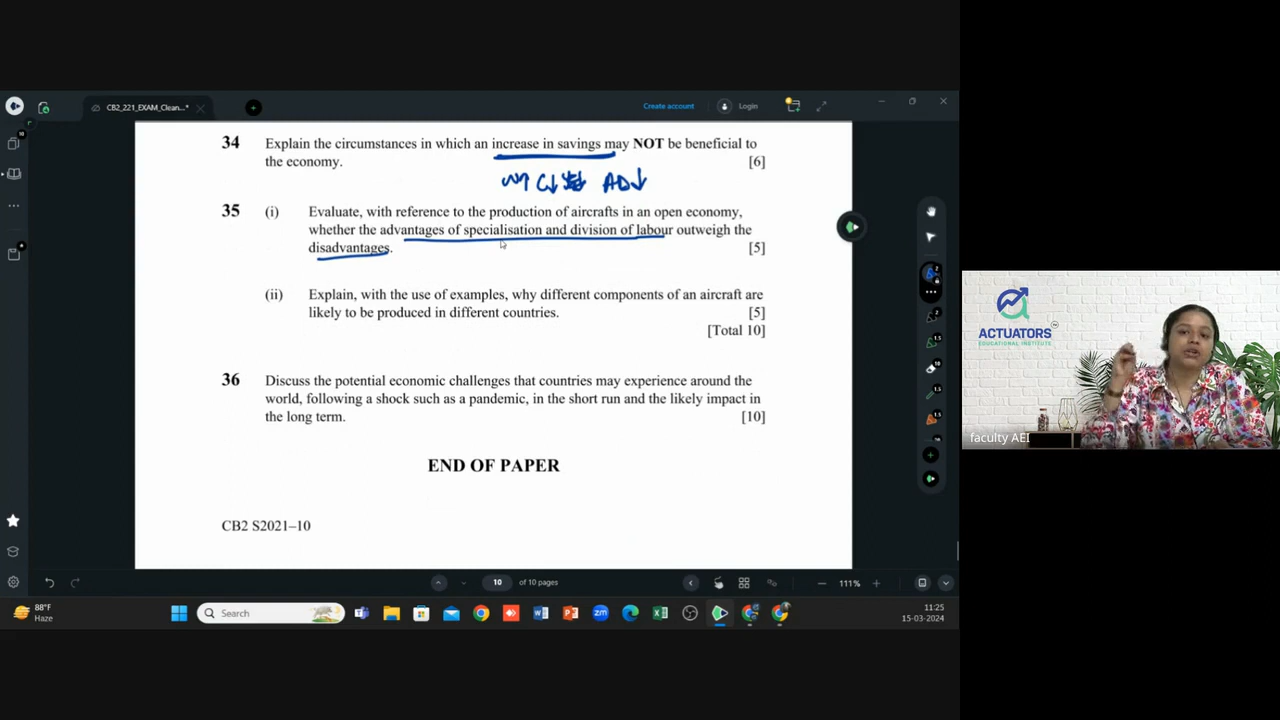 CB2_221_EXAM_Clean...*
Create account
Login
34 Explain the circumstances in which an increase in savings may NOT be beneficial to
the economy. [6]
C↓ AD↓
35 (i) Evaluate, with reference to the production of aircrafts in an open economy,
whether the advantages of specialisation and division of labour outweigh the
disadvantages. [5]
(ii) Explain, with the use of examples, why different components of an aircraft are
likely to be produced in different countries. [5]
[Total 10]
36 Discuss the potential economic challenges that countries may experience around the
world, following a shock such as a pandemic, in the short run and the likely impact in
the long term. [10]
END OF PAPER
CB2 S2021–10
10 of 10 pages
111%
88°F
Haze
Search
11:25
15-03-2024
ACTUATORS
EDUCATIONAL INSTITUTE
faculty AEI